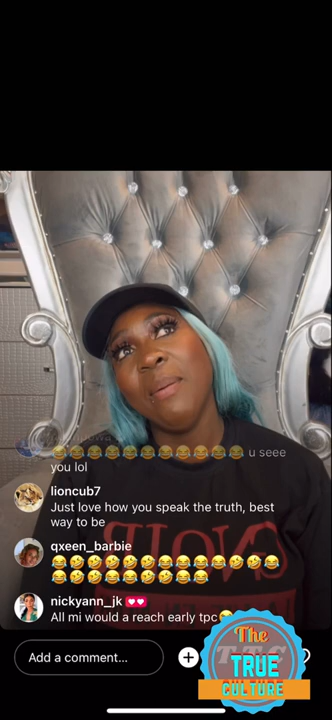 😂😂😂😂😂😂😂😂😂😂😂😂😂 u seee
you lol
lioncub7
Just love how you speak the truth, best
way to be
qxeen_barbie
😂🤣🤣🤣🤣🤣😂😂🤣😂😂🤣🤣😂
😂🤣🤣🤣🤣😂🤣🤣😂😂
nickyann_jk 💟💟
All mi would a reach early tpc😂
Add a comment...
The
T.T.C
TRUE
CULTURE